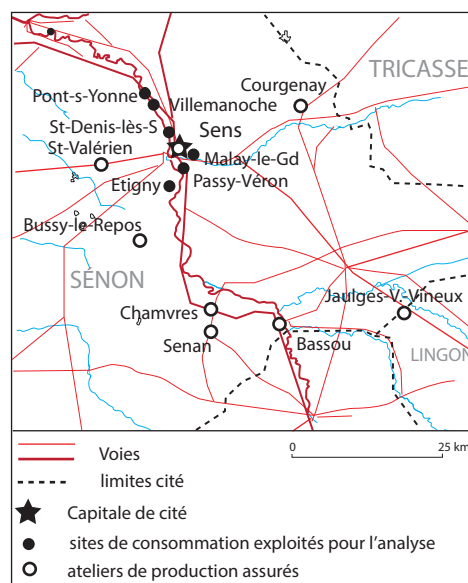 TRICASSE
Courgenay
Pont-s-Yonne
Villemanoche
St-Denis-lès-S
Sens
St-Valérien
Malay-le-Gd
Passy-Véron
Etigny
Bussy-le-Repos
SÉNON
Jaulges-V.-Vineux
Chamvres
Senan
Bassou
LINGON
0 25 km
Voies
limites cité
Capitale de cité
sites de consommation exploités pour l'analyse
ateliers de production assurés